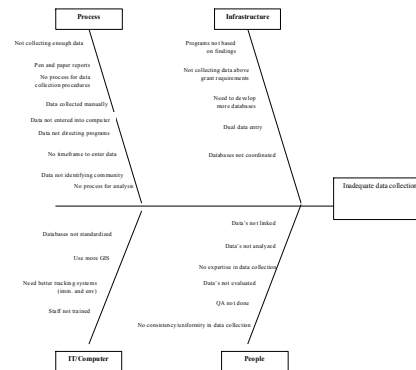 Process
Infrastructure
Not collecting enough data
Pen and paper reports
No process for data
collection procedures
Data collected manually
Data not entered into computer
Data not directing programs
No timeframe to enter data
Data not identifying community
No process for analysis
Programs not based
on findings
Not collecting data above
grant requirements
Need to develop
more databases
Dual data entry
Databases not coordinated
Inadequate data collection
Databases not standardized
Use more GIS
Need better tracking systems
(imm. and env)
Staff not trained
Data's not linked
Data's not analyzed
No expertise in data collection
Data's not evaluated
QA not done
No consistency/uniformity in data collection
IT/Computer
People